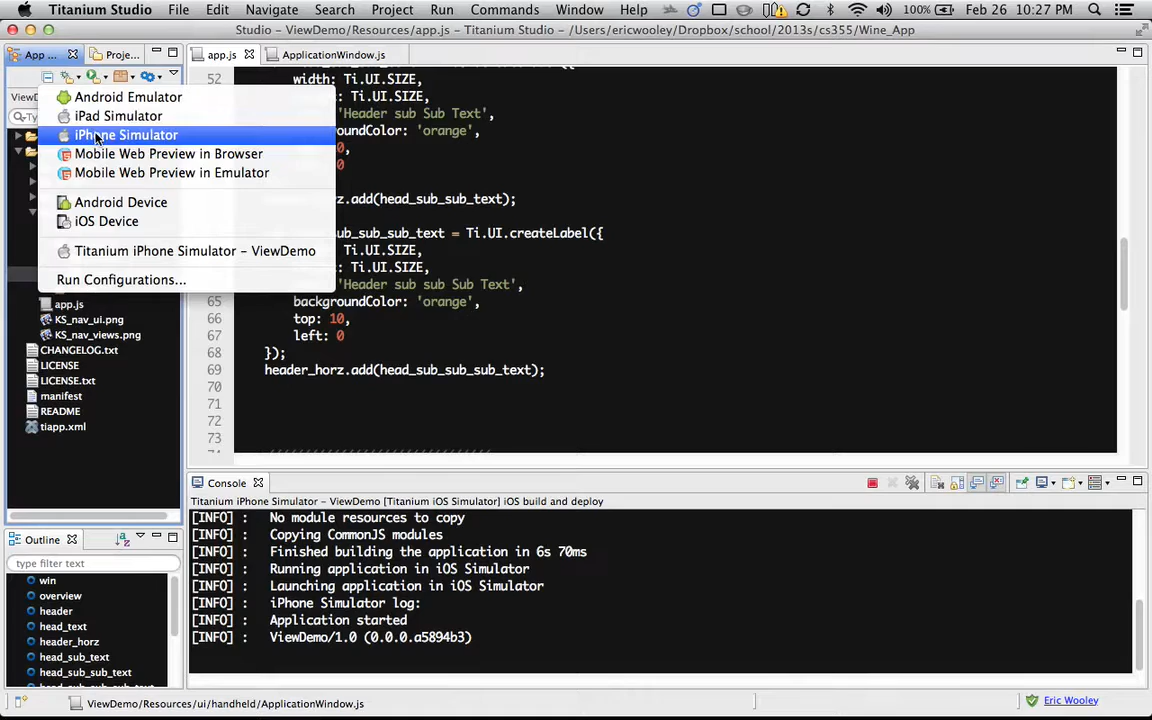 Titanium Studio File Edit Navigate Search Project Run Commands Window Help 100% Feb 26 10:27 PM
Studio - ViewDemo/Resources/app.js - Titanium Studio - /Users/ericwooley/Dropbox/school/2013s/cs355/Wine_App
App ... Proje... app.js ApplicationWindow.js
Android Emulator
iPad Simulator
iPhone Simulator
Mobile Web Preview in Browser
Mobile Web Preview in Emulator
Android Device
iOS Device
Titanium iPhone Simulator - ViewDemo
Run Configurations...
app.js
KS_nav_ui.png
KS_nav_views.png
CHANGELOG.txt
LICENSE
LICENSE.txt
manifest
README
tiapp.xml
52 width: Ti.UI.SIZE,
: Ti.UI.SIZE,
'Header sub Sub Text',
roundColor: 'orange',
0,
0
rz.add(head_sub_sub_text);
_sub_sub_text = Ti.UI.createLabel({
Ti.UI.SIZE,
: Ti.UI.SIZE,
'Header sub Sub Text',
65 backgroundColor: 'orange',
66 top: 10,
67 left: 0
68 });
69 header_horz.add(head_sub_sub_sub_text);
70
71
72
73
Console
Titanium iPhone Simulator - ViewDemo [Titanium iOS Simulator] iOS build and deploy
[INFO] : No module resources to copy
[INFO] : Copying CommonJS modules
[INFO] : Finished building the application in 6s 70ms
[INFO] : Running application in iOS Simulator
[INFO] : Launching application in iOS Simulator
[INFO] : iPhone Simulator log:
[INFO] : Application started
[INFO] : ViewDemo/1.0 (0.0.0.a5894b3)
Outline
type filter text
win
overview
header
head_text
header_horz
head_sub_text
head_sub_sub_text
ViewDemo/Resources/ui/handheld/ApplicationWindow.js
Eric Wooley